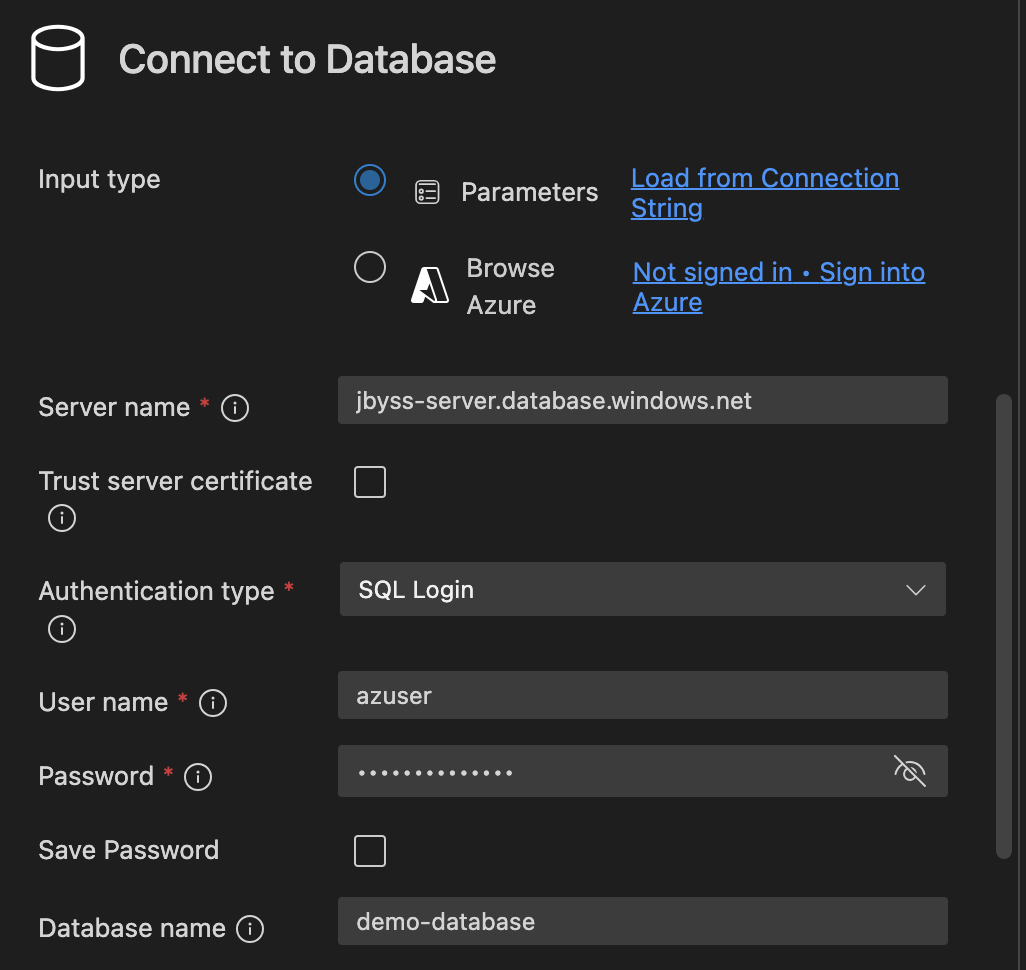 Connect to Database
Input type
Parameters
Load from Connection
String
Browse
Azure
Not signed in • Sign into
Azure
Server name *
jbyss-server.database.windows.net
Trust server certificate
Authentication type *
SQL Login
User name *
azuser
Password *
••••••••••••••
Save Password
Database name
demo-database